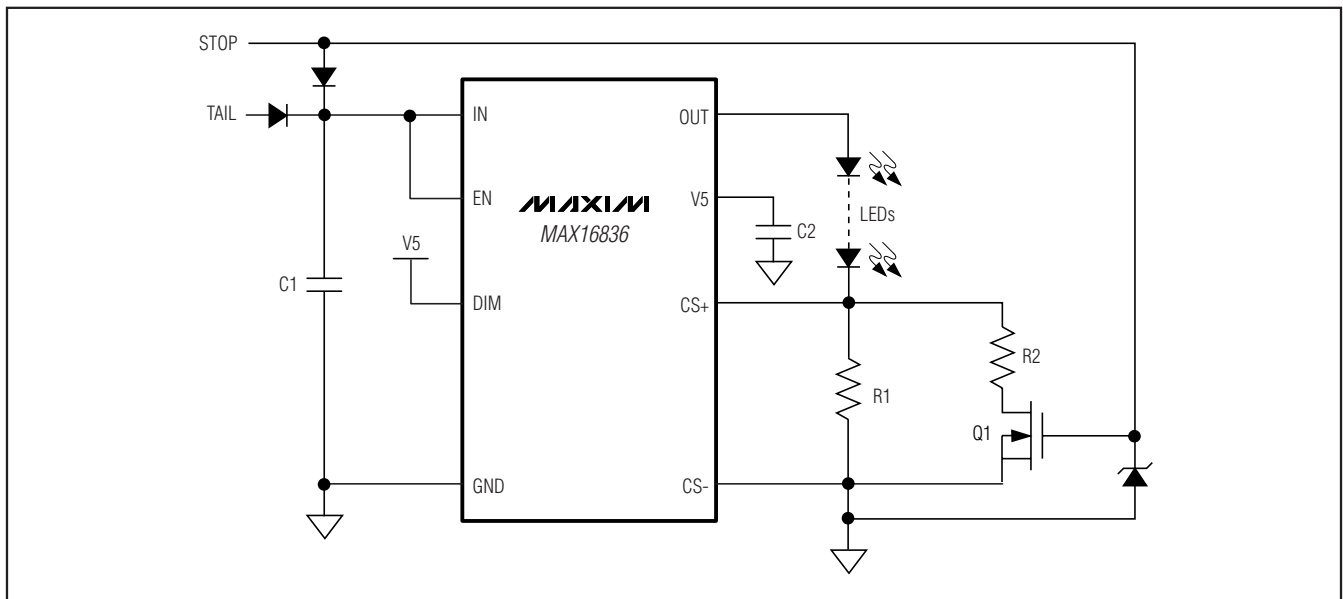 STOP
TAIL
IN
OUT
EN
V5
MAXIM
MAX16836
LEDs
C2
V5
C1
DIM
CS+
R2
R1
Q1
GND
CS-